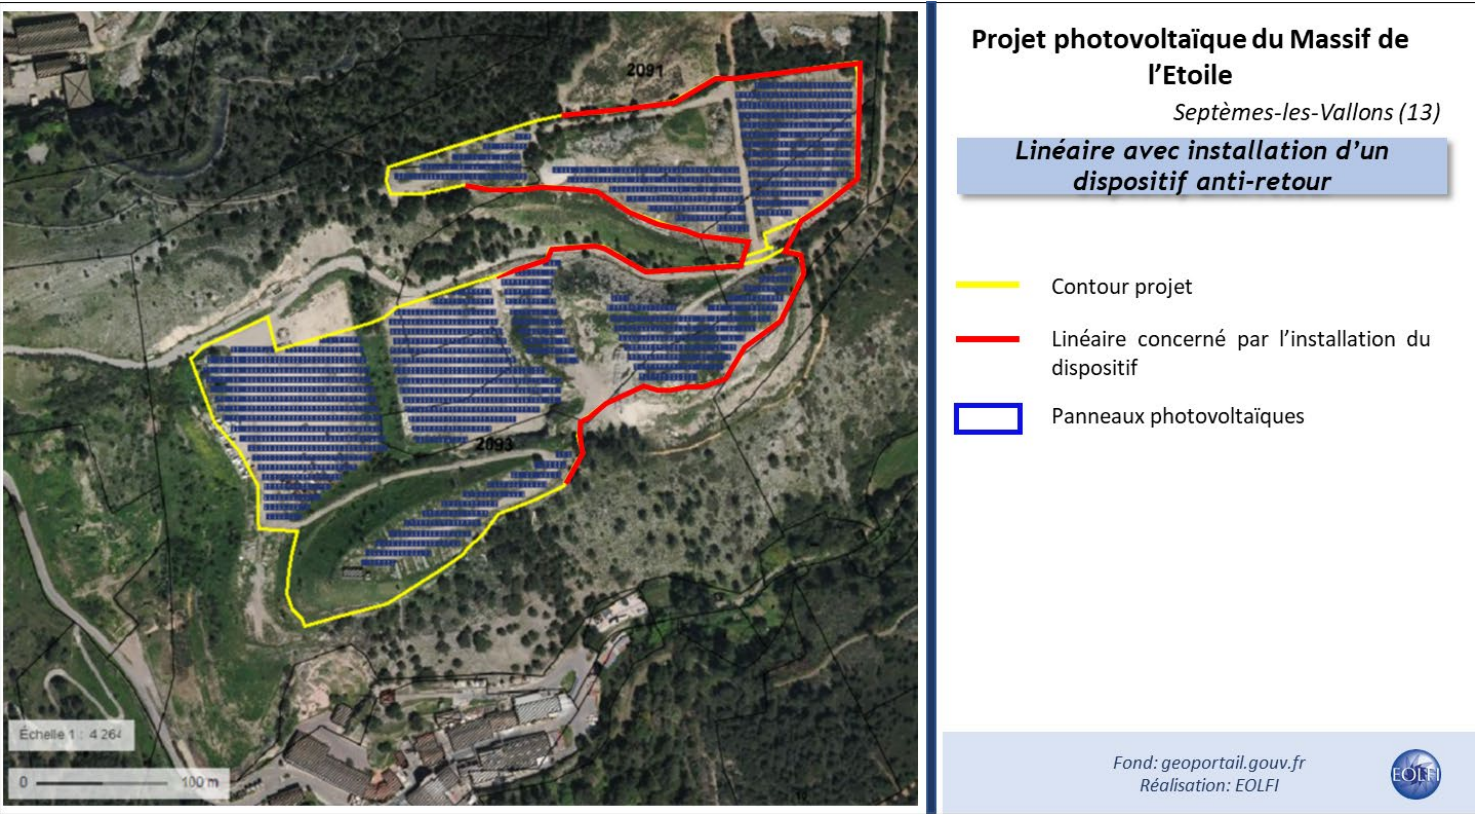 Projet photovoltaïque du Massif de
l'Etoile
Septèmes-les-Vallons (13)
Linéaire avec installation d'un
dispositif anti-retour
Contour projet
Linéaire concerné par l'installation du
dispositif
Panneaux photovoltaïques
2091
2093
Échelle 1 : 4 264
0 100 m
Fond: geoportail.gouv.fr
Réalisation: EOLFI
EOLFI